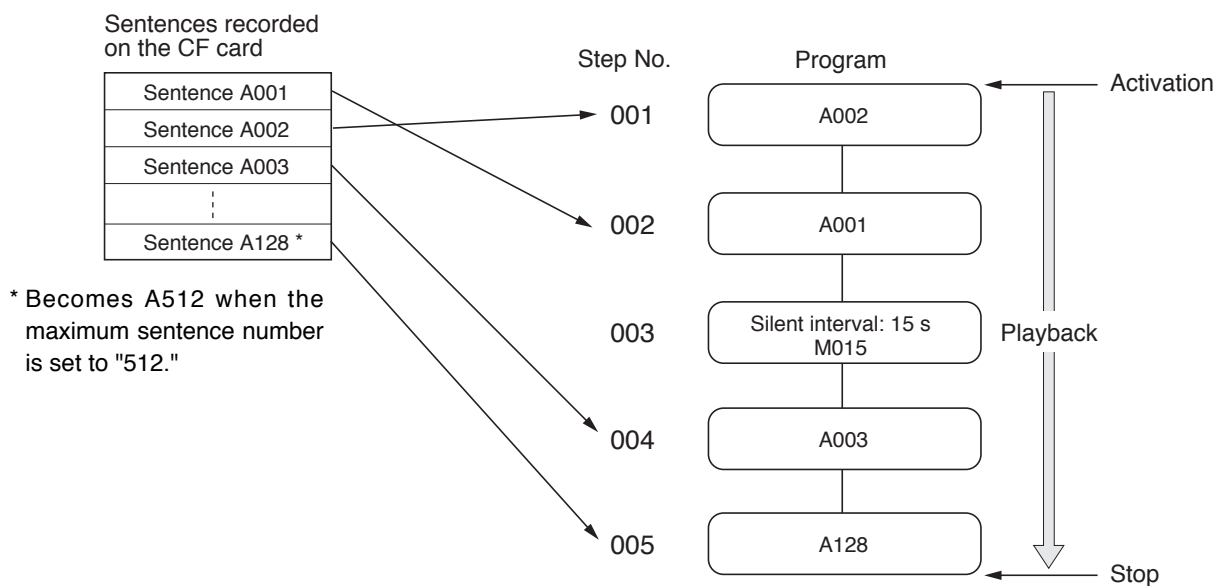 Sentences recorded
on the CF card
Sentence A001
Sentence A002
Sentence A003
Sentence A128 *
* Becomes A512 when the
maximum sentence number
is set to "512."
Step No.
001
002
003
004
005
Program
A002
A001
Silent interval: 15 s
M015
A003
A128
Activation
Playback
Stop